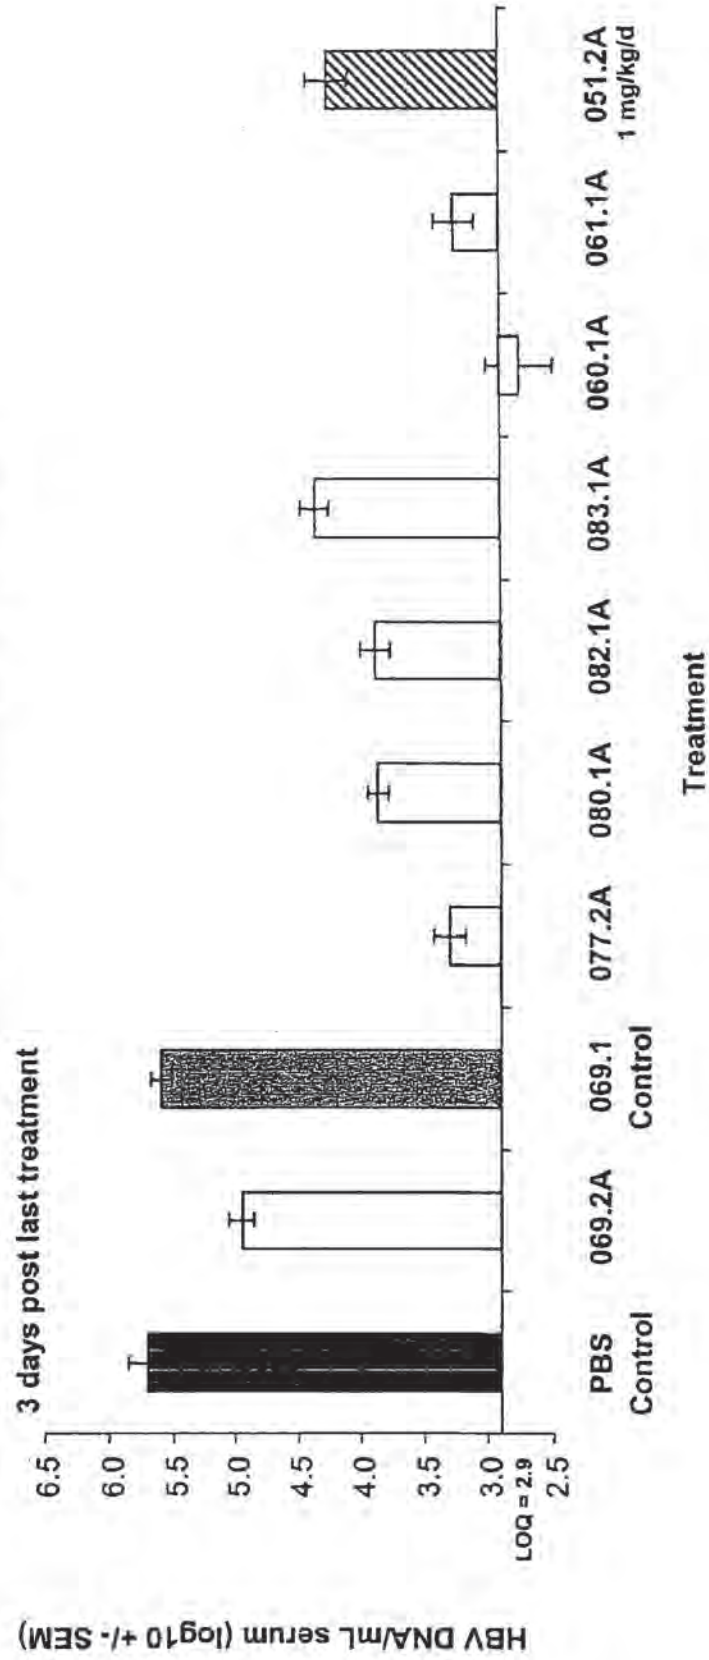 3 days post last treatment
HBV DNA/mL serum (log10 +/- SEM)
6.5
6.0
5.5
5.0
4.5
4.0
3.5
3.0
LOQ = 2.9
2.5
PBS
Control
069.2A
069.1
Control
077.2A
080.1A
082.1A
083.1A
060.1A
061.1A
051.2A
1 mg/kg/d
Treatment